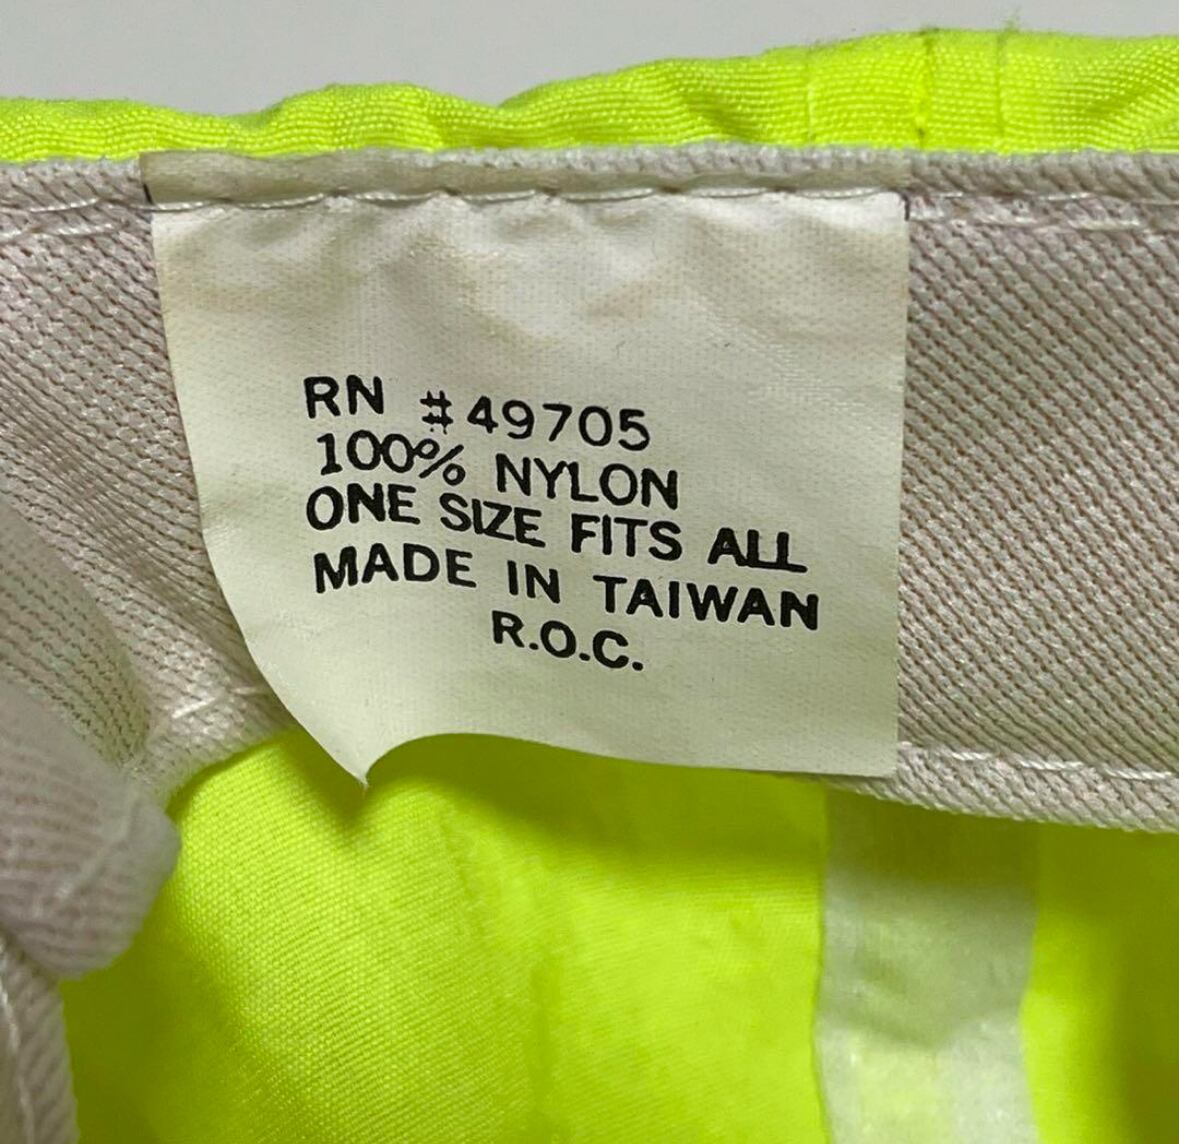 RN #49705
100% NYLON
ONE SIZE FITS ALL
MADE IN TAIWAN
R.O.C.